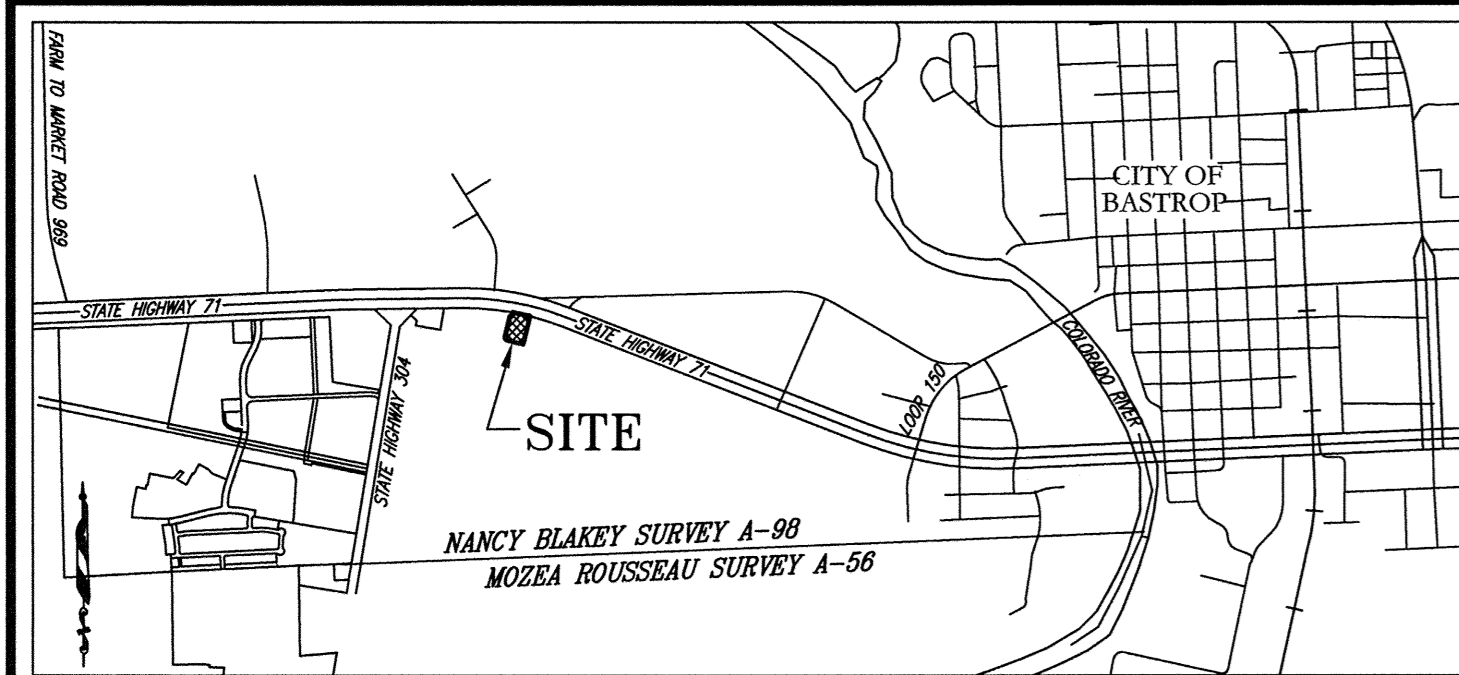 FARM TO MARKET ROAD 969
CITY OF
BASTROP
STATE HIGHWAY 71
STATE HIGHWAY 71
COLORADO RIVER
STATE HIGHWAY 304
LOOP 150
SITE
NANCY BLAKEY SURVEY A-98
MOZEA ROUSSEAU SURVEY A-56